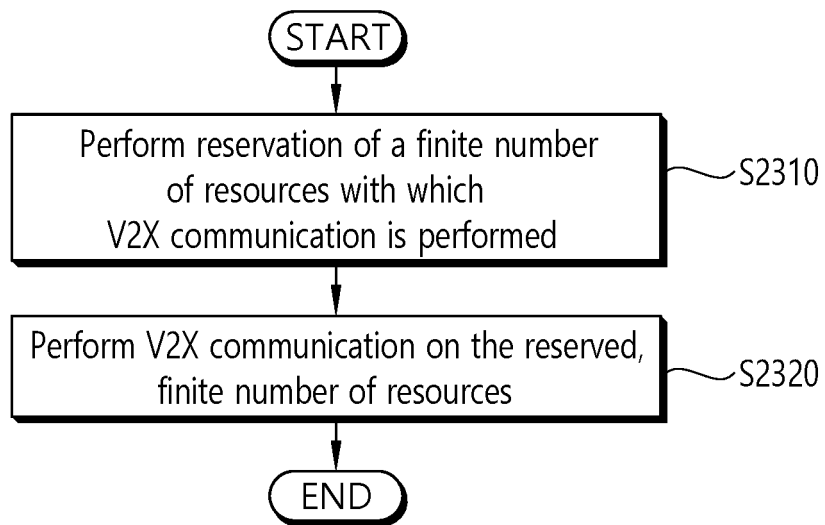 START
Perform reservation of a finite number
of resources with which
V2X communication is performed
S2310
Perform V2X communication on the reserved,
finite number of resources
S2320
END